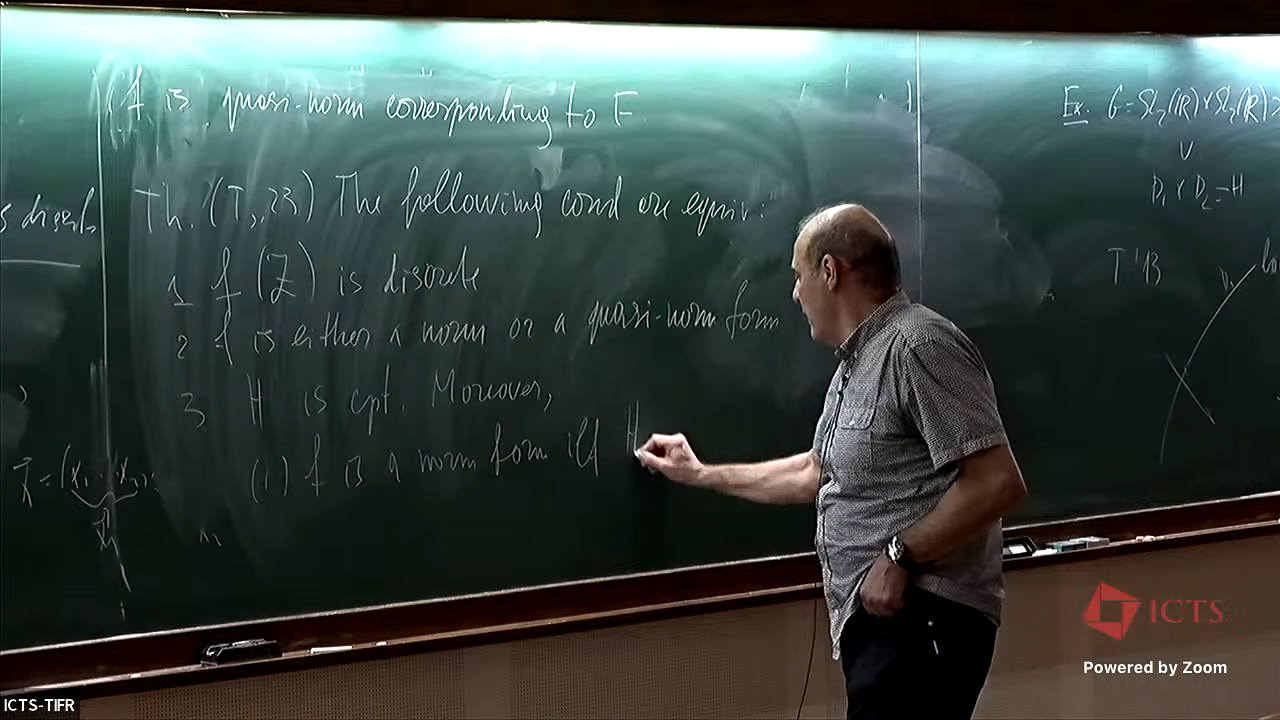 f is quasi-norm corresponding to F
Th. (T, 23) The following cond are equiv:
1 f(Z) is discrete
2 f is either a norm or a quasi-norm form
3 H is cpt. Moreover,
(i) f is a norm form iff H
Ex. G = SL₂(R) × SL₂(R) =
∪
D₁ × D₂ = H
T '13
ICTS
Powered by Zoom
ICTS-TIFR